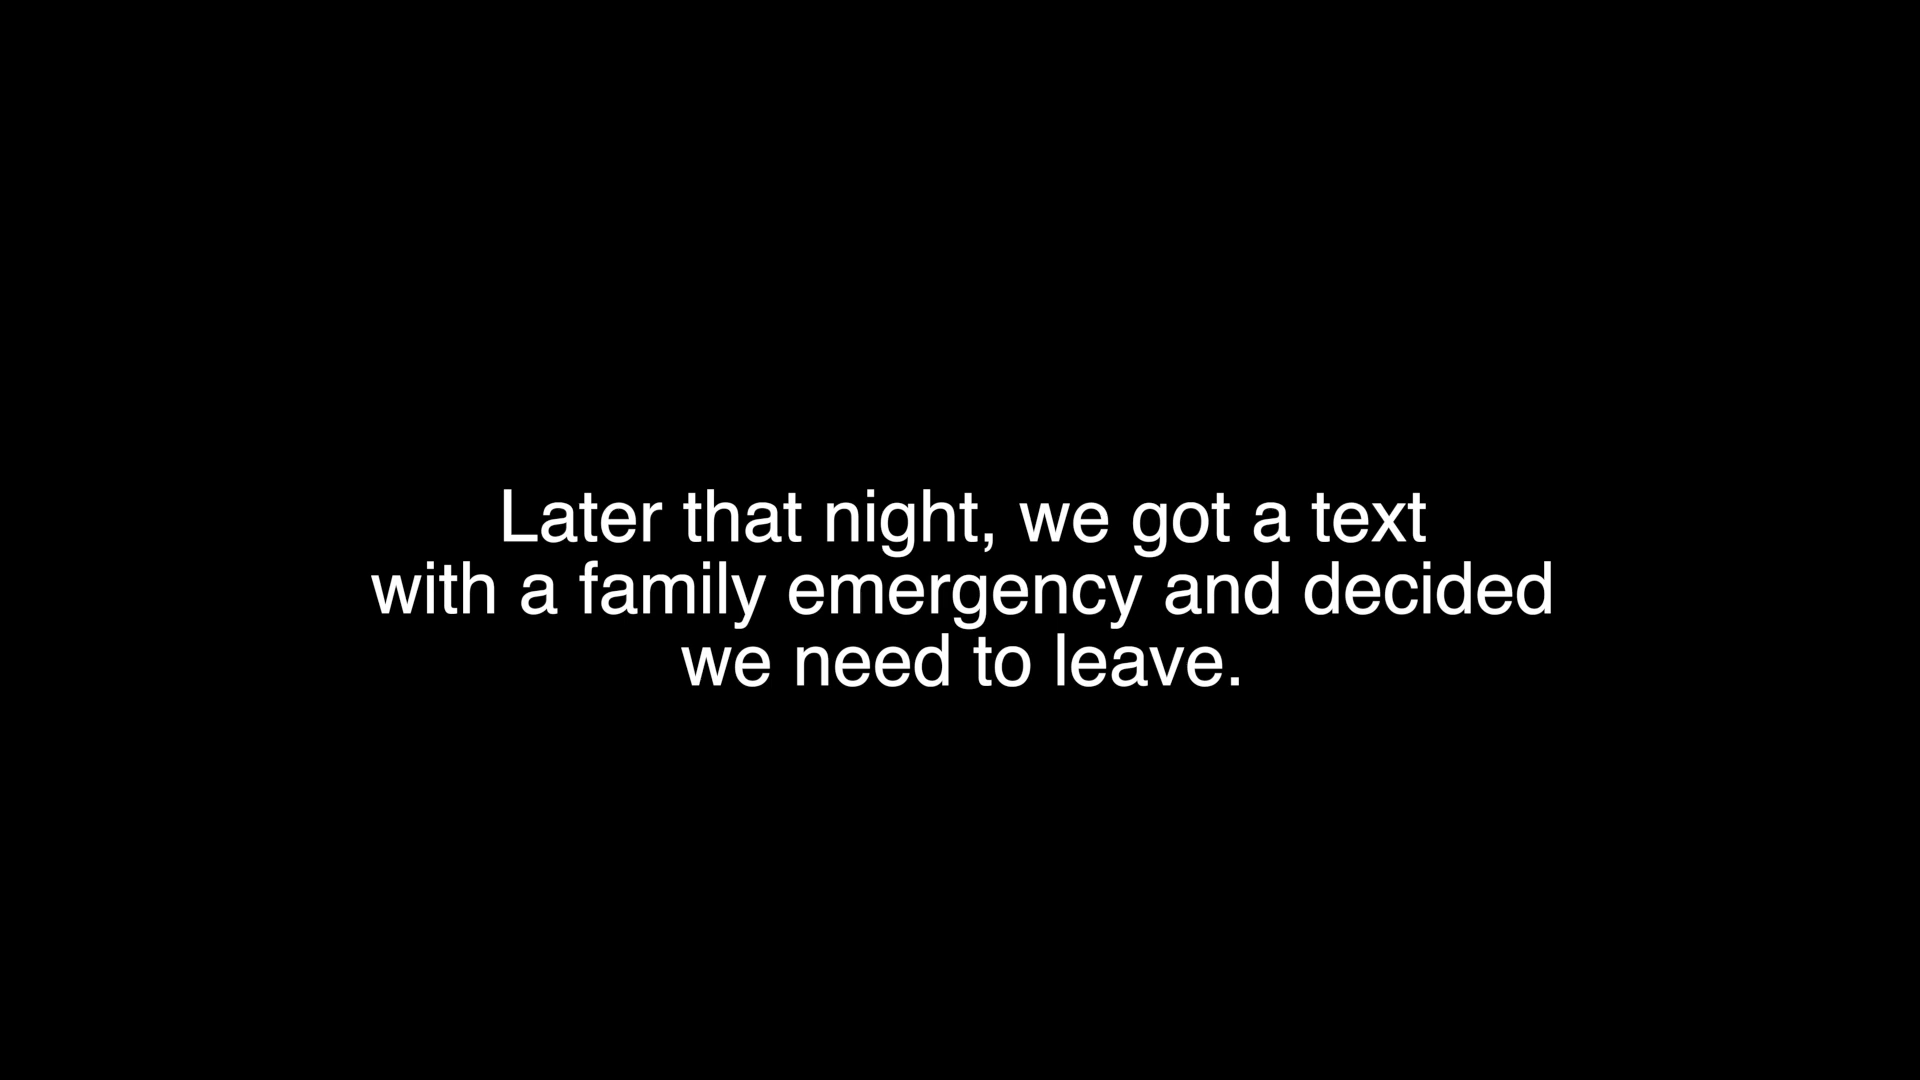 Later that night, we got a text
with a family emergency and decided
we need to leave.